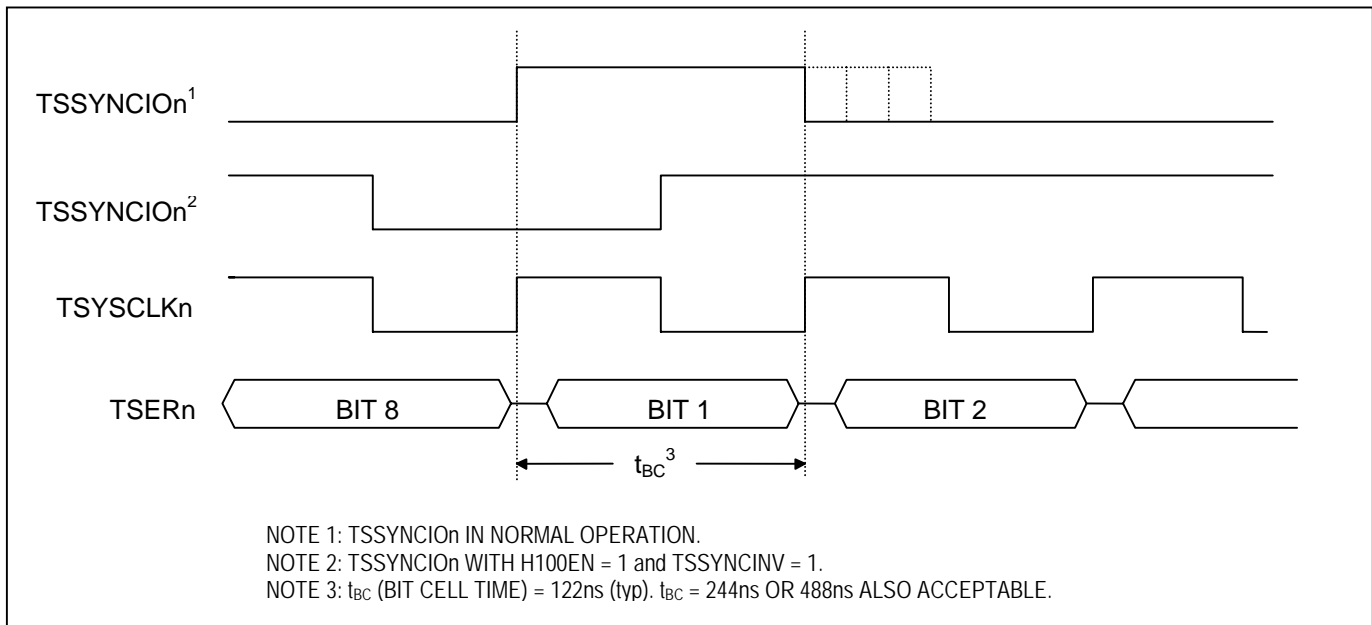 TSSYNCIOn¹
TSSYNCIOn²
TSYSCLKn
TSERn
BIT 8
BIT 1
BIT 2
tBC³
NOTE 1: TSSYNCIOn IN NORMAL OPERATION.
NOTE 2: TSSYNCIOn WITH H100EN = 1 and TSSYNCINV = 1.
NOTE 3: tBC (BIT CELL TIME) = 122ns (typ). tBC = 244ns OR 488ns ALSO ACCEPTABLE.